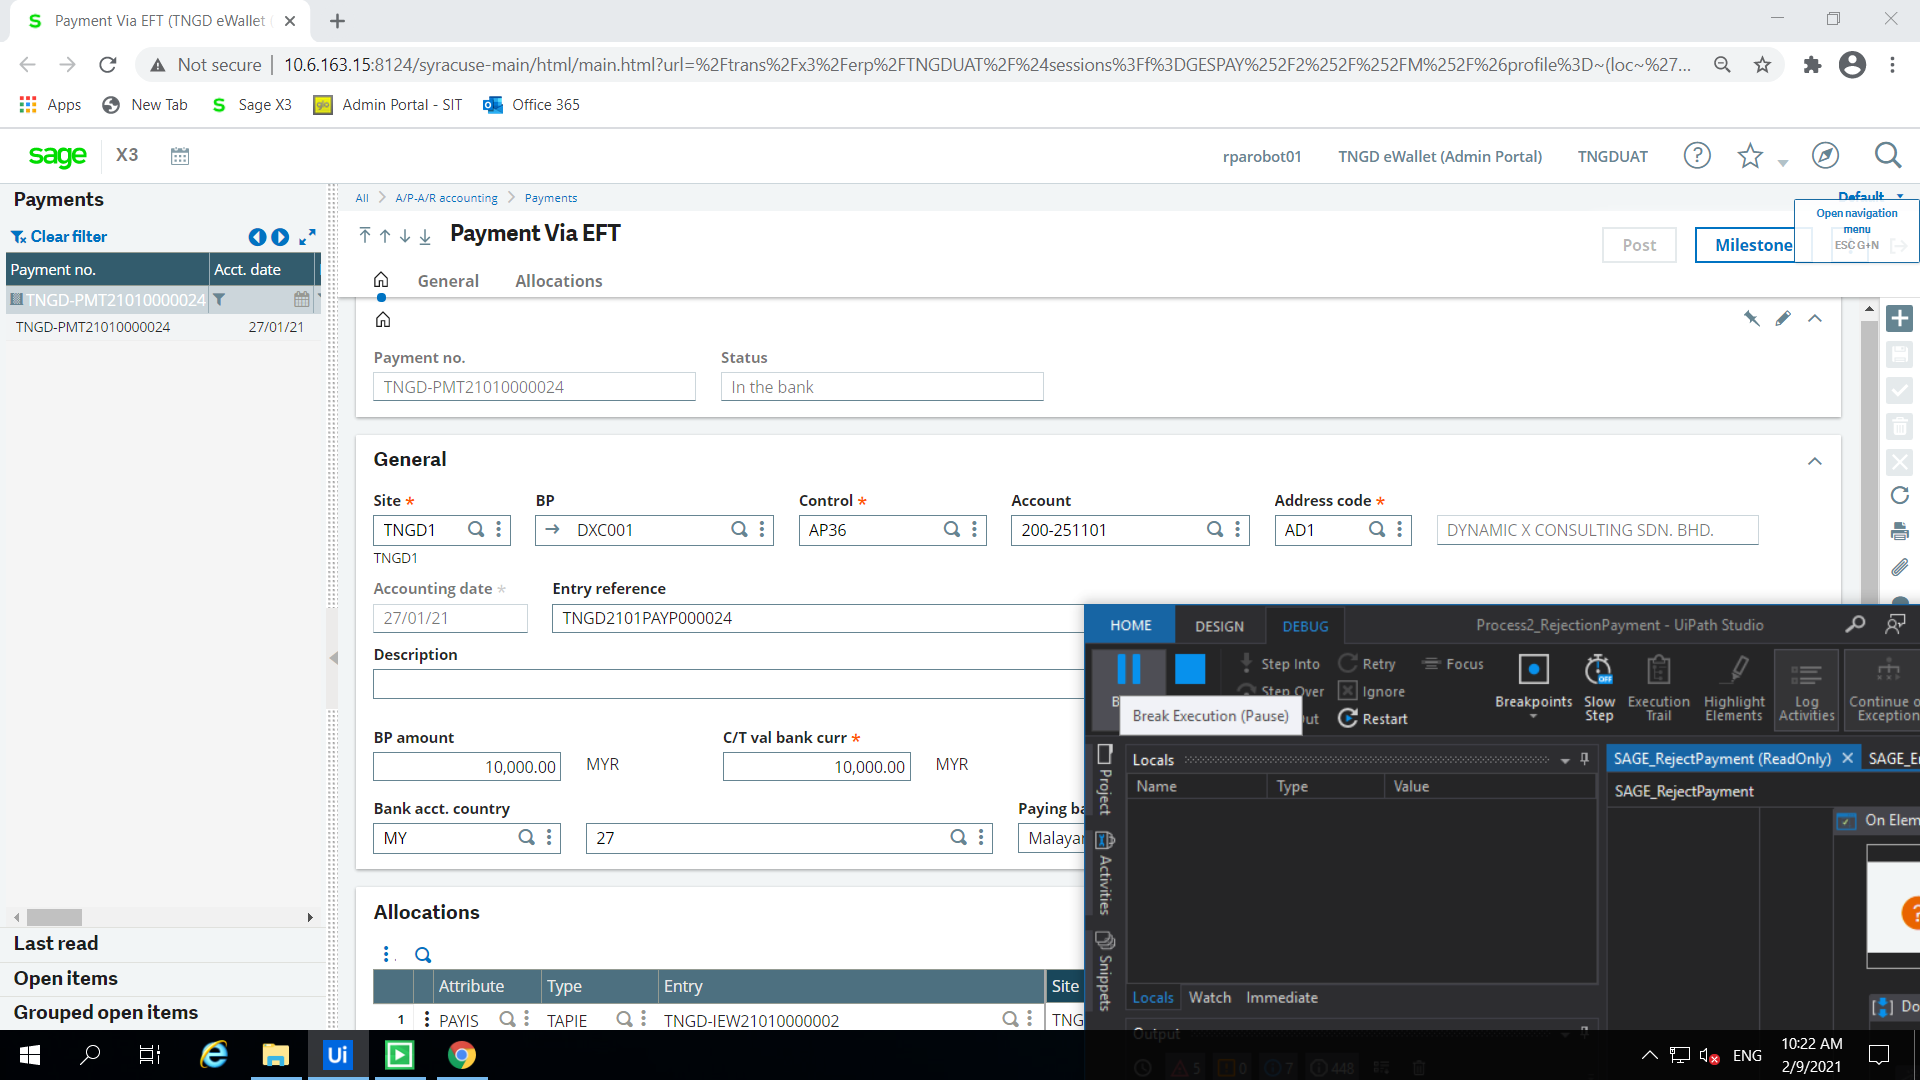 Payment Via EFT (TNGD eWallet
Not secure
10.6.163.15:8124/syracuse-main/html/main.html?url=%2Ftrans%2Fx3%2Ferp%2FTNGDUAT%2F%24sessions%3Ff%3DGESPAY%252F2%252F%252FM%252F%26profile%3D~(loc~%27...
Apps New Tab Sage X3 Admin Portal - SIT Office 365
sage X3 rparobot01 TNGD eWallet (Admin Portal) TNGDUAT
Payments
All A/P-A/R accounting Payments Default
Clear filter
Payment Via EFT
Post Milestone
Open navigation
menu
ESC G+N
Payment no. Acct. date
TNGD-PMT21010000024
TNGD-PMT21010000024 27/01/21
General Allocations
Payment no. Status
TNGD-PMT21010000024 In the bank
General
Site * BP Control * Account Address code *
TNGD1 DXC001 AP36 200-251101 AD1 DYNAMIC X CONSULTING SDN. BHD.
TNGD1
Accounting date * Entry reference
27/01/21 TNGD2101PAYP000024
Description
BP amount C/T val bank curr *
10,000.00 MYR 10,000.00 MYR
Bank acct. country Paying ba
MY 27 Malayan
Allocations
Attribute Type Entry Site
1 PAYIS TAPIE TNGD-IEW21010000002 TNG
Last read
Open items
Grouped open items
HOME DESIGN DEBUG Process2_RejectionPayment - UiPath Studio
Step Into Retry Focus
Step Over Ignore
Out Restart
Break Execution (Pause)
Breakpoints
Slow
Step
Execution
Trail
Highlight
Elements
Log
Activities
Continue o
Exception
Project
Activities
Snippets
Locals
Name Type Value
SAGE_RejectPayment (ReadOnly) SAGE_E
SAGE_RejectPayment
On Elem
Do
Locals Watch Immediate
Output
5 0 7 448
Ui
ENG
10:22 AM
2/9/2021